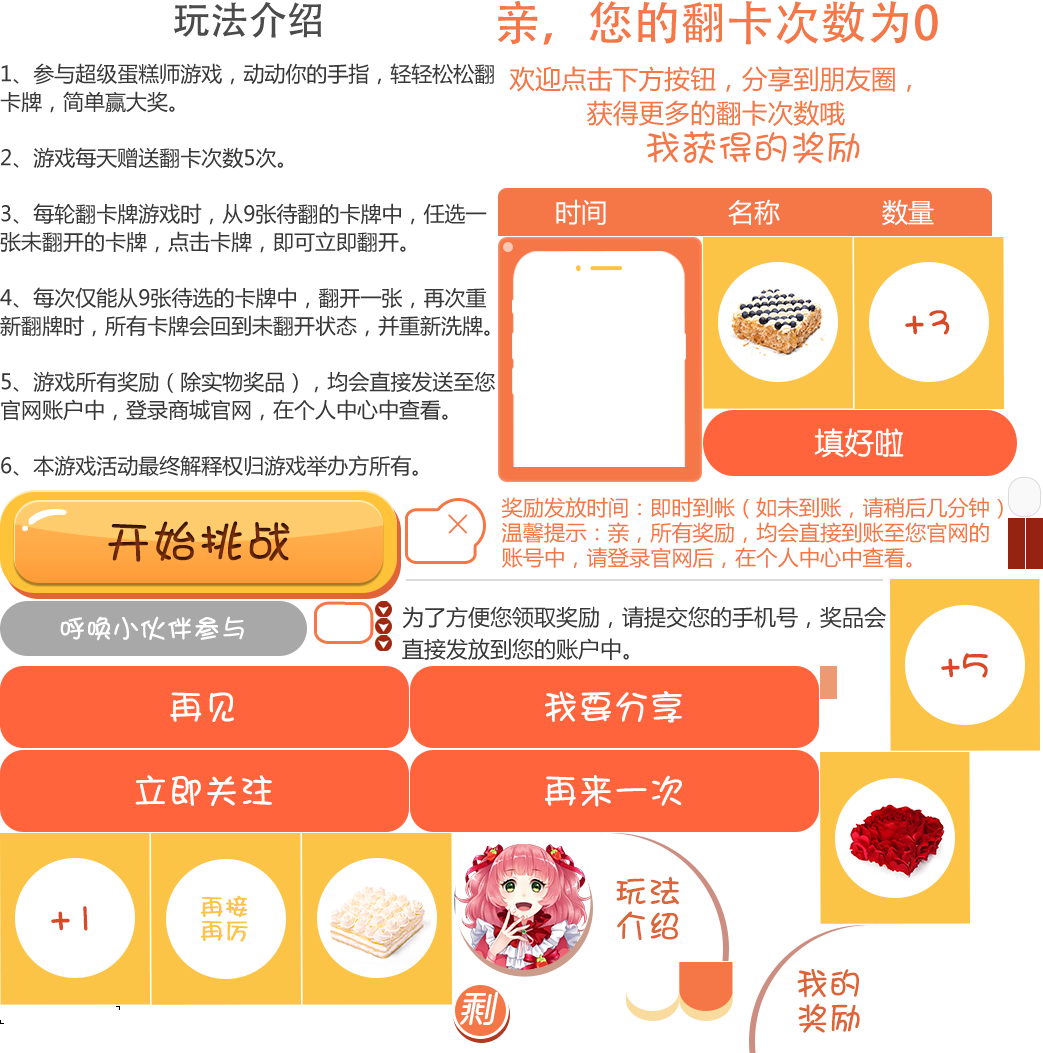 玩法介绍
1、参与超级蛋糕师游戏，动动你的手指，轻轻松松翻
卡牌，简单赢大奖。
2、游戏每天赠送翻卡次数5次。
3、每轮翻卡牌游戏时，从9张待翻的卡牌中，任选一
张未翻开的卡牌，点击卡牌，即可立即翻开。
4、每次仅能从9张待选的卡牌中，翻开一张，再次重
新翻牌时，所有卡牌会回到未翻开状态，并重新洗牌。
5、游戏所有奖励（除实物奖品），均会直接发送至您
官网账户中，登录商城官网，在个人中心中查看。
6、本游戏活动最终解释权归游戏举办方所有。
亲，您的翻卡次数为0
欢迎点击下方按钮，分享到朋友圈，
获得更多的翻卡次数哦
我获得的奖励
时间 名称 数量
+3
填好啦
奖励发放时间：即时到帐（如未到账，请稍后几分钟）
温馨提示：亲，所有奖励，均会直接到账至您官网的
账号中，请登录官网后，在个人中心中查看。
开始挑战
呼唤小伙伴参与
为了方便您领取奖励，请提交您的手机号，奖品会
直接发放到您的账户中。
+5
再见
我要分享
立即关注
再来一次
+1
再接
再厉
玩法
介绍
剩
我的
奖励